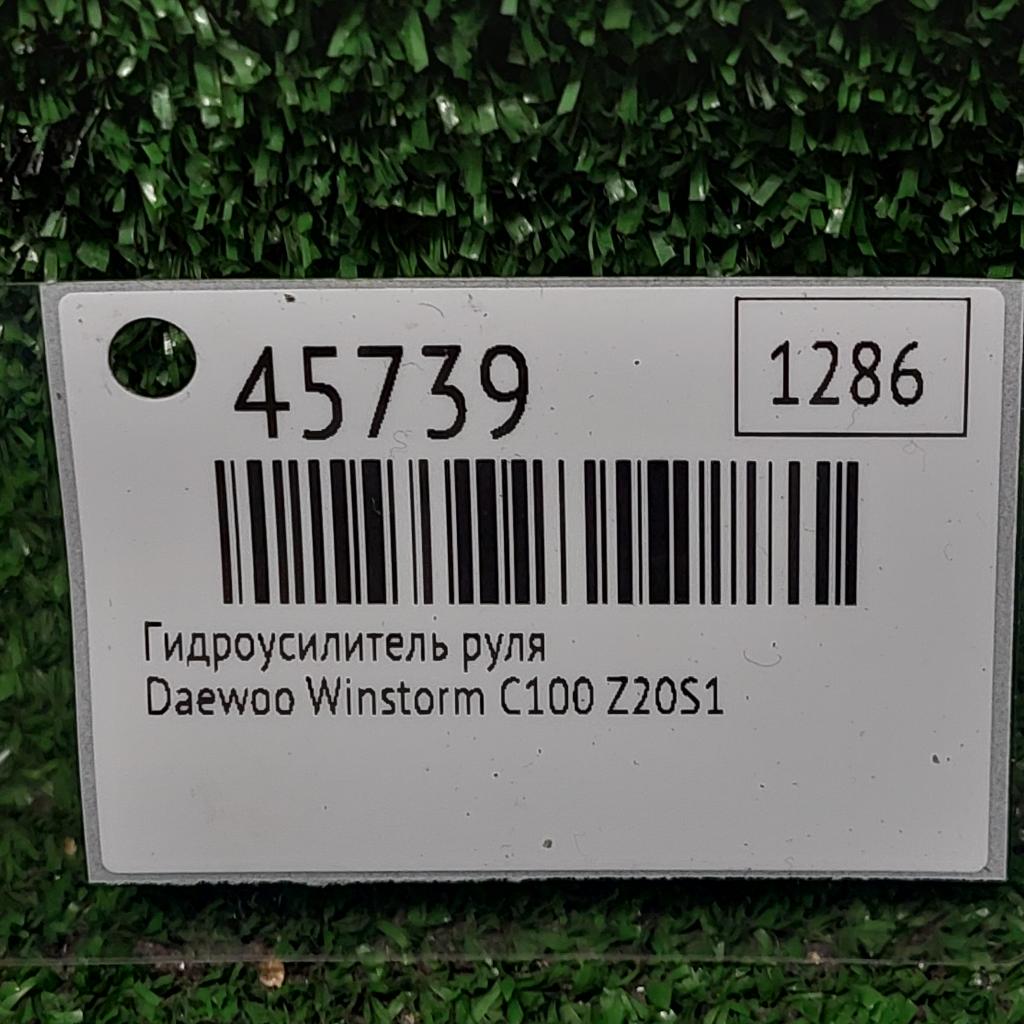 45739
1286
Гидроусилитель руля
Daewoo Winstorm C100 Z20S1